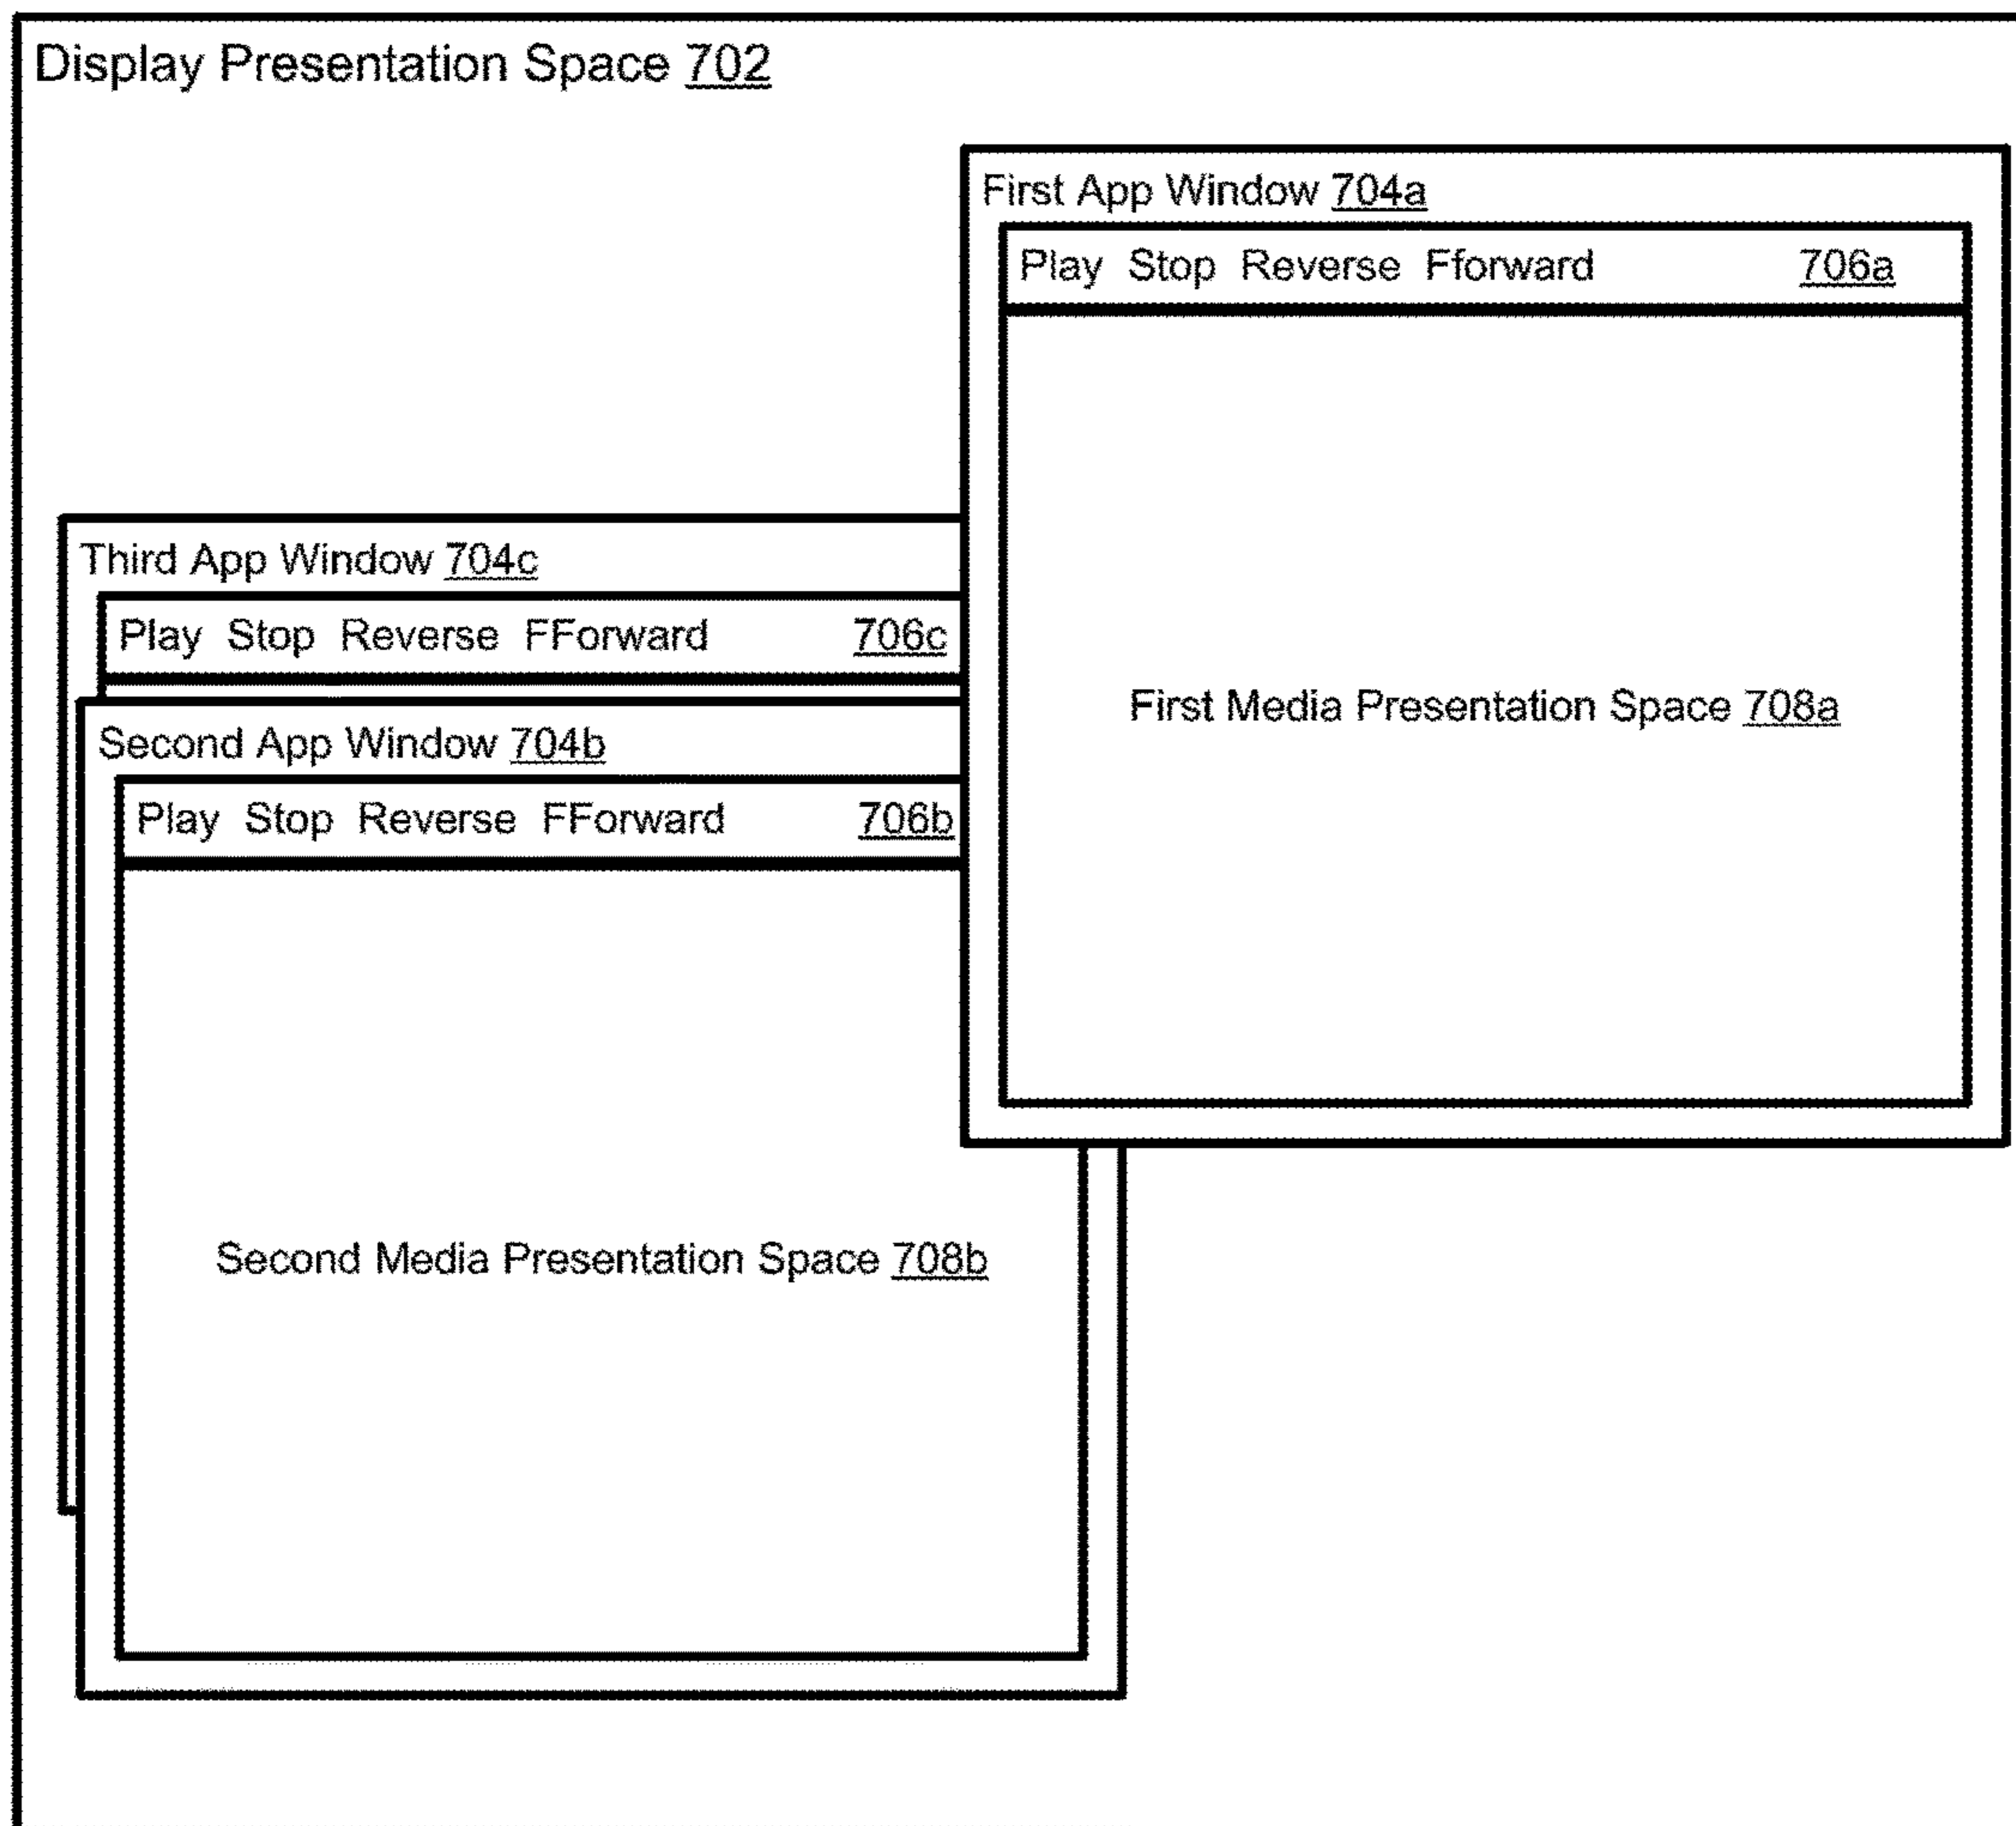 Display Presentation Space 702
First App Window 704a
Play Stop Reverse Fforward 706a
First Media Presentation Space 708a
Third App Window 704c
Play Stop Reverse FForward 706c
Second App Window 704b
Play Stop Reverse FForward 706b
Second Media Presentation Space 708b